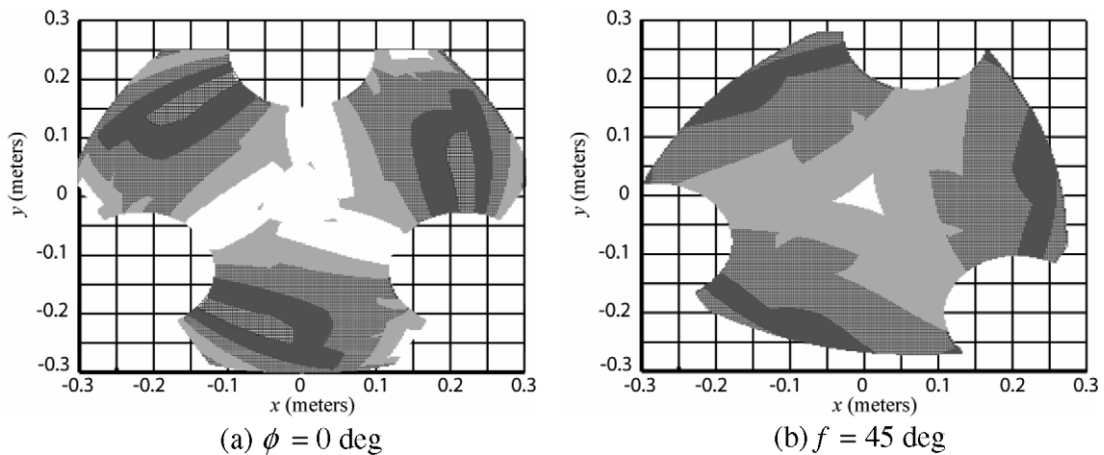 0.3
0.2
0.1
0
-0.1
-0.2
-0.3
y (meters)
-0.3 -0.2 -0.1 0 0.1 0.2 0.3
x (meters)
(a) ϕ = 0 deg
0.3
0.2
0.1
0
-0.1
-0.2
-0.3
y (meters)
-0.3 -0.2 -0.1 0 0.1 0.2 0.3
x (meters)
(b) f = 45 deg